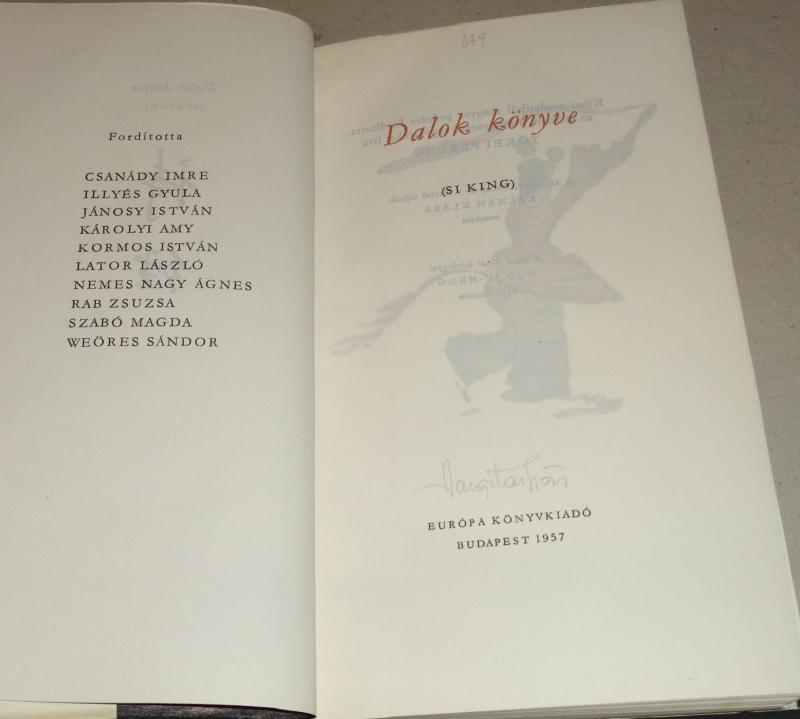 Fordította
CSANÁDY IMRE
ILLYÉS GYULA
JÁNOSY ISTVÁN
KÁROLYI AMY
KORMOS ISTVÁN
LATOR LÁSZLÓ
NEMES NAGY ÁGNES
RAB ZSUZSA
SZABÓ MAGDA
WEÖRES SÁNDOR
379
Dalok könyve
(SI KING)
EURÓPA KÖNYVKIADÓ
BUDAPEST 1957